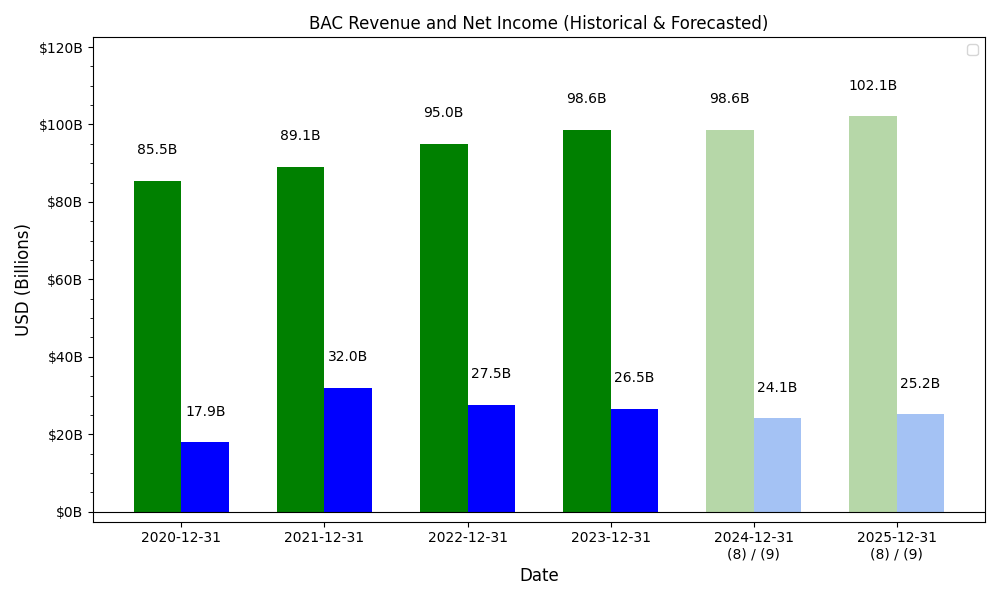 BAC Revenue and Net Income (Historical & Forecasted)
$120B
$100B
$80B
$60B
$40B
$20B
$0B
USD (Billions)
85.5B
17.9B
89.1B
32.0B
95.0B
27.5B
98.6B
26.5B
98.6B
24.1B
102.1B
25.2B
2020-12-31
2021-12-31
2022-12-31
2023-12-31
2024-12-31
(8) / (9)
2025-12-31
(8) / (9)
Date